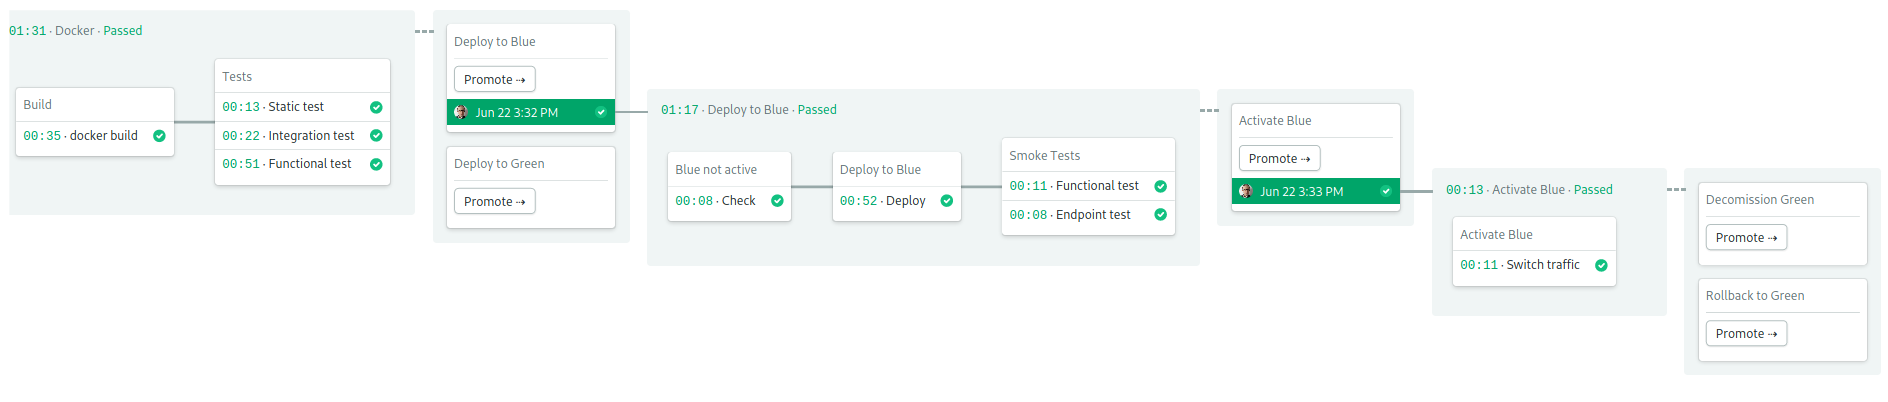 01:31 · Docker · Passed
Build
00:35 · docker build
Tests
00:13 · Static test
00:22 · Integration test
00:51 · Functional test
Deploy to Blue
Promote ⇢
Jun 22 3:32 PM
Deploy to Green
Promote ⇢
01:17 · Deploy to Blue · Passed
Blue not active
00:08 · Check
Deploy to Blue
00:52 · Deploy
Smoke Tests
00:11 · Functional test
00:08 · Endpoint test
Activate Blue
Promote ⇢
Jun 22 3:33 PM
00:13 · Activate Blue · Passed
Activate Blue
00:11 · Switch traffic
Decomission Green
Promote ⇢
Rollback to Green
Promote ⇢